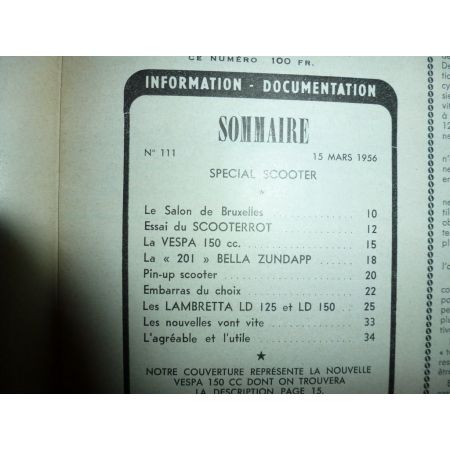 CE NUMÉRO 100 FR.
INFORMATION - DOCUMENTATION
SOMMAIRE
N° 111 15 MARS 1956
SPECIAL SCOOTER
★
Le Salon de Bruxelles 10
Essai du SCOOTERROT 12
La VESPA 150 cc. 15
La « 201 » BELLA ZUNDAPP 18
Pin-up scooter 20
Embarras du choix 22
Les LAMBRETTA LD 125 et LD 150 25
Les nouvelles vont vite 33
L'agréable et l'utile 34
★
NOTRE COUVERTURE REPRÉSENTE LA NOUVELLE
VESPA 150 CC DONT ON TROUVERA
LA DESCRIPTION PAGE 15.